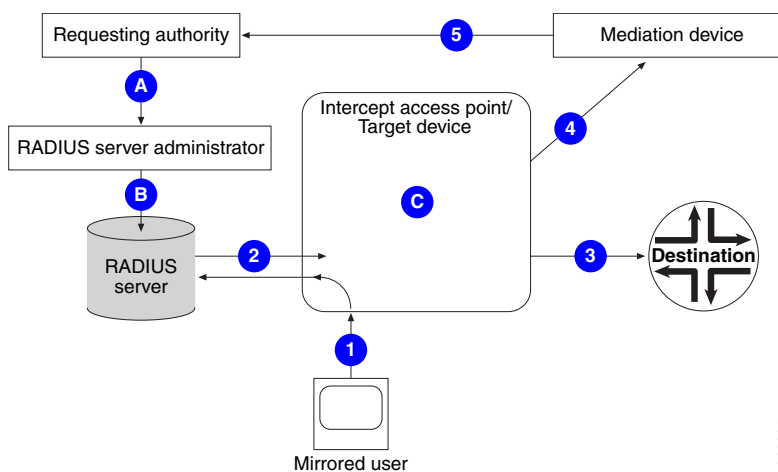 Requesting authority
5
Mediation device
A
Intercept access point/
Target device
4
RADIUS server administrator
B
C
RADIUS
server
2
3
Destination
1
Mirrored user